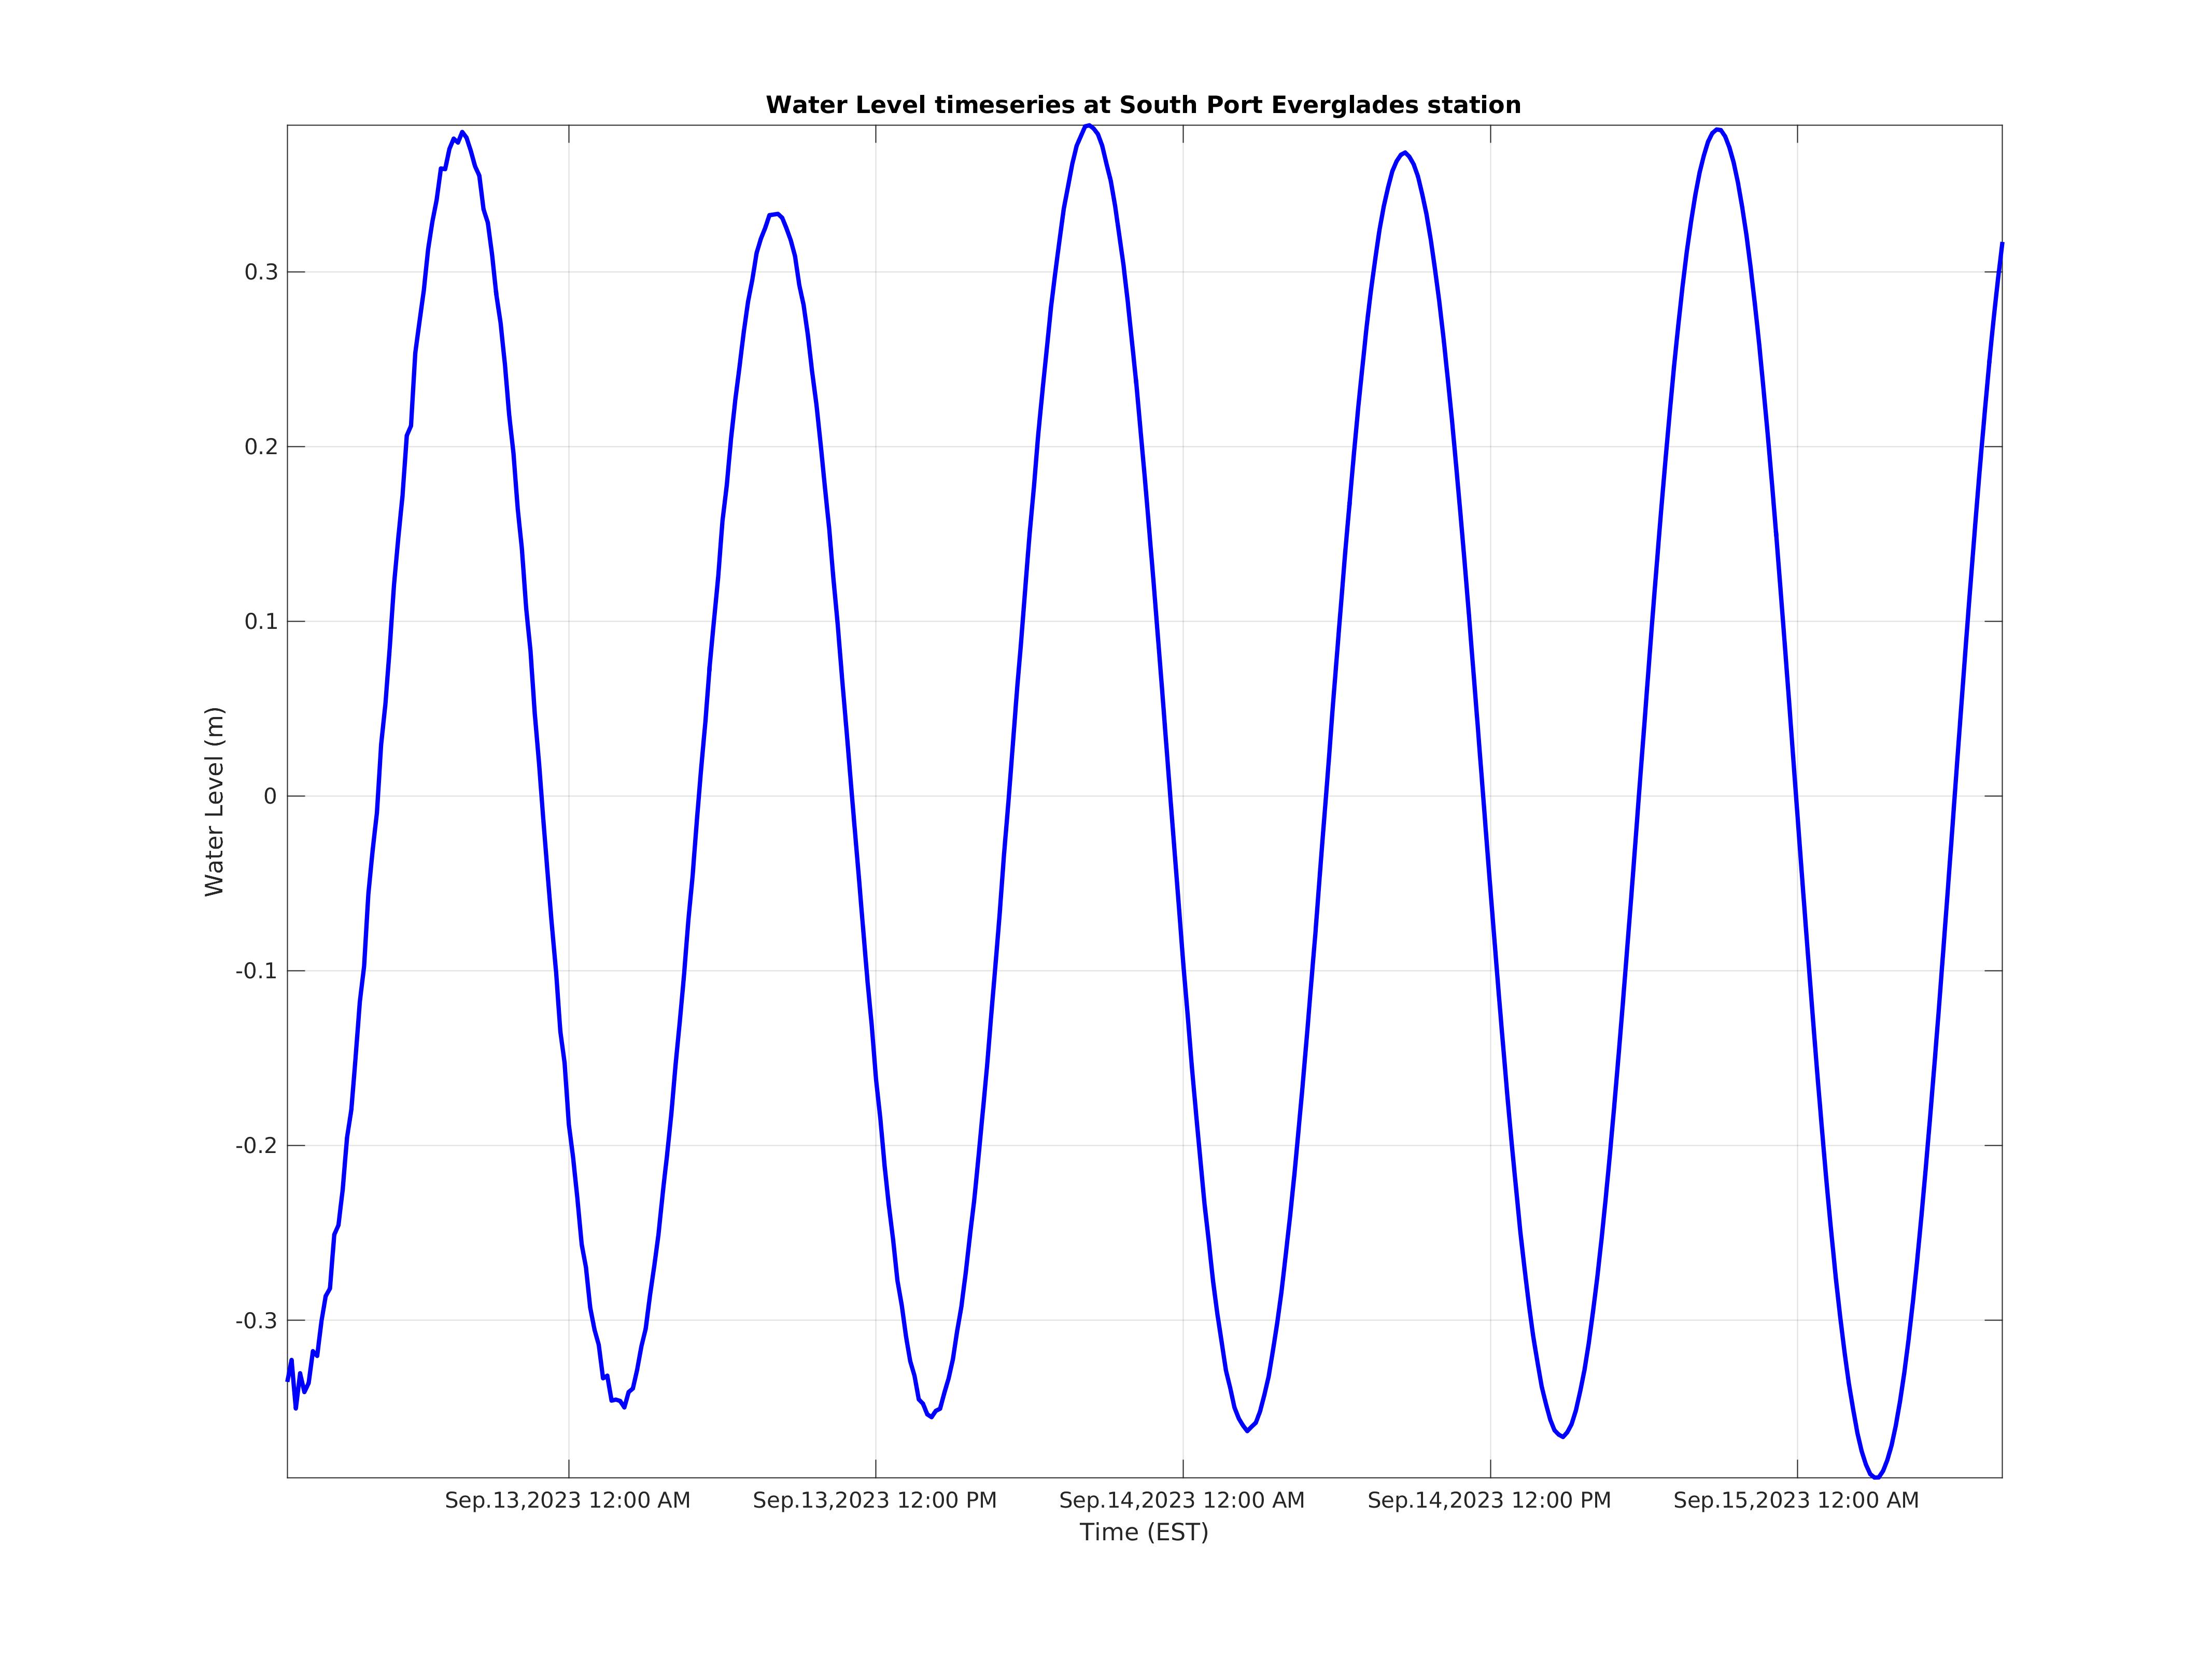 Water Level timeseries at South Port Everglades station
0.3
0.2
0.1
0
-0.1
-0.2
-0.3
Water Level (m)
Sep.13,2023 12:00 AM
Sep.13,2023 12:00 PM
Sep.14,2023 12:00 AM
Sep.14,2023 12:00 PM
Sep.15,2023 12:00 AM
Time (EST)